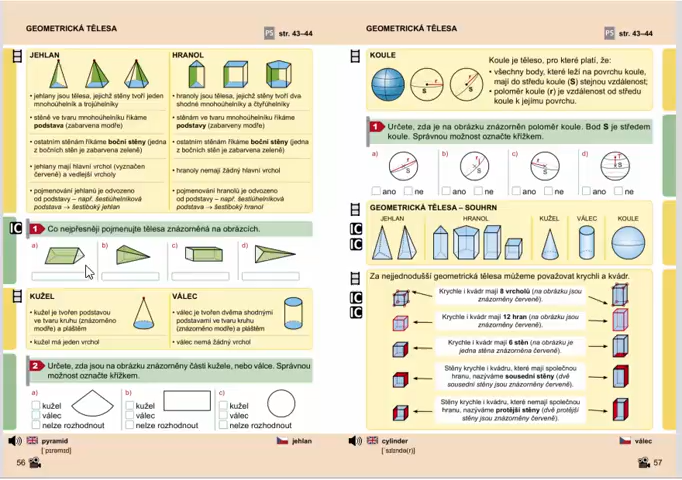 GEOMETRICKÁ TĚLESA
PS str. 43–44
JEHLAN
• jehlany jsou tělesa, jejichž stěny tvoří jeden
mnohoúhelník a trojúhelníky
• stěně ve tvaru mnohoúhelníku říkáme
podstava (zabarvena modře)
• ostatním stěnám říkáme boční stěny (jedna
z bočních stěn je zabarvena zeleně)
• jehlany mají hlavní vrchol (vyznačen
červeně) a vedlejší vrcholy
• pojmenování jehlanů je odvozeno
od podstavy – např. šestiúhelníková
podstava → šestiboký jehlan
HRANOL
• hranoly jsou tělesa, jejichž stěny tvoří dva
shodné mnohoúhelníky a čtyřúhelníky
• stěnám ve tvaru mnohoúhelníku říkáme
podstavy (zabarveny modře)
• ostatním stěnám říkáme boční stěny (jedna
z bočních stěn je zabarvena zeleně)
• hranoly nemají žádný hlavní vrchol
• pojmenování hranolů je odvozeno
od podstavy – např. šestiúhelníková
podstava → šestiboký hranol
1 Co nejpřesněji pojmenujte tělesa znázorněná na obrázcích.
a) b) c) d)
KUŽEL
• kužel je tvořen podstavou
ve tvaru kruhu (znázorněno
modře) a pláštěm
• kužel má jeden vrchol
VÁLEC
• válec je tvořen dvěma shodnými
podstavami ve tvaru kruhu
(znázorněno modře) a pláštěm
• válec nemá žádný vrchol
2 Určete, zda jsou na obrázku znázorněny části kužele, nebo válce. Správnou
možnost označte křížkem.
a) b) c)
kužel kužel kužel
válec válec válec
nelze rozhodnout nelze rozhodnout nelze rozhodnout
pyramid jehlan
[ˈpɪrəmɪd]
56
GEOMETRICKÁ TĚLESA
PS str. 43–44
KOULE
S r S r
Koule je těleso, pro které platí, že:
• všechny body, které leží na povrchu koule,
mají do středu koule (S) stejnou vzdálenost;
• poloměr koule (r) je vzdálenost od středu
koule k jejímu povrchu.
1 Určete, zda je na obrázku znázorněn poloměr koule. Bod S je středem
koule. Správnou možnost označte křížkem.
a) b) c) d)
r S r S r S r S
ano ne ano ne ano ne ano ne
GEOMETRICKÁ TĚLESA – SOUHRN
JEHLAN HRANOL KUŽEL VÁLEC KOULE
Za nejjednodušší geometrická tělesa můžeme považovat krychli a kvádr.
Krychle i kvádr mají 8 vrcholů (na obrázku jsou
znázorněny červeně).
Krychle i kvádr mají 12 hran (na obrázku jsou
znázorněny červeně).
Krychle i kvádr mají 6 stěn (na obrázku je
jedna stěna znázorněna červeně).
Stěny krychle i kvádru, které mají společnou
hranu, nazýváme sousední stěny (dvě
sousední stěny jsou znázorněny červeně).
Stěny krychle i kvádru, které nemají společnou
hranu, nazýváme protější stěny (dvě protější
stěny jsou znázorněny červeně).
cylinder válec
[ˈsɪlɪndə(r)]
57